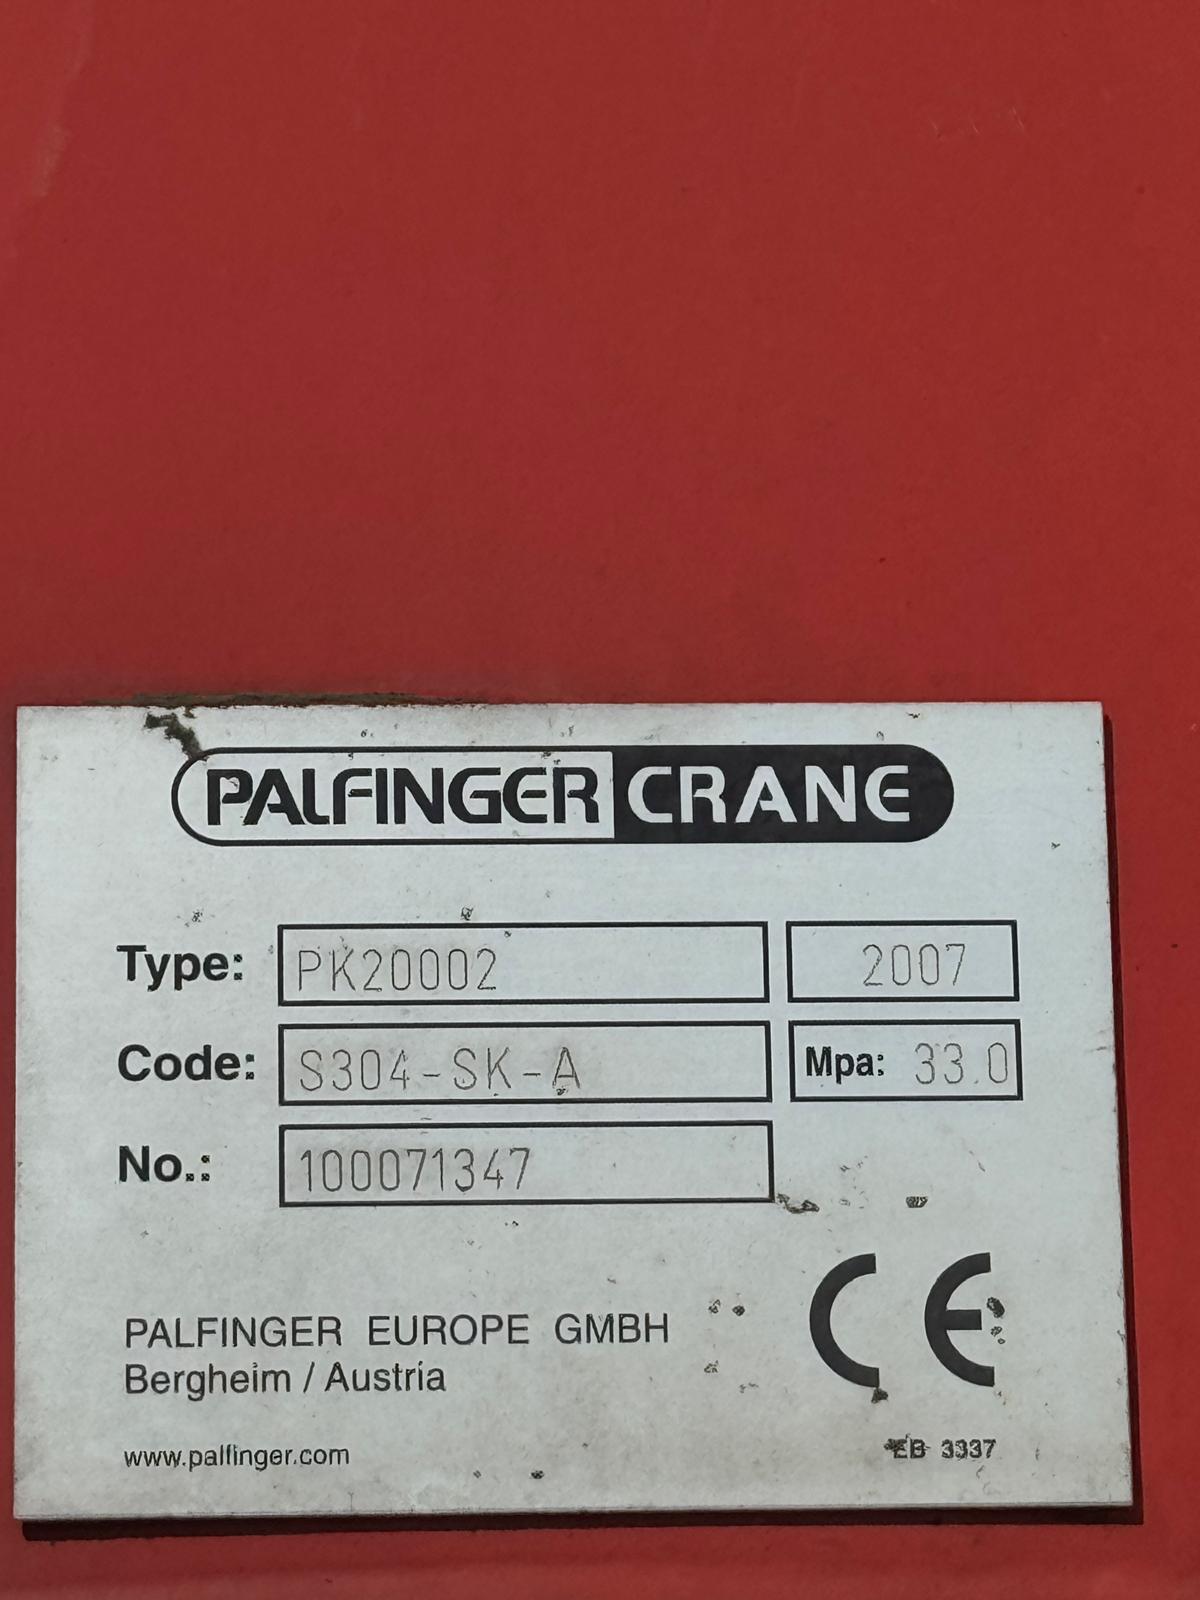 PALFINGER CRANE
Type: PK20002 2007
Code: S304-SK-A Mpa: 33.0
No.: 100071347
PALFINGER EUROPE GMBH
Bergheim / Austria
www.palfinger.com
EB 3337